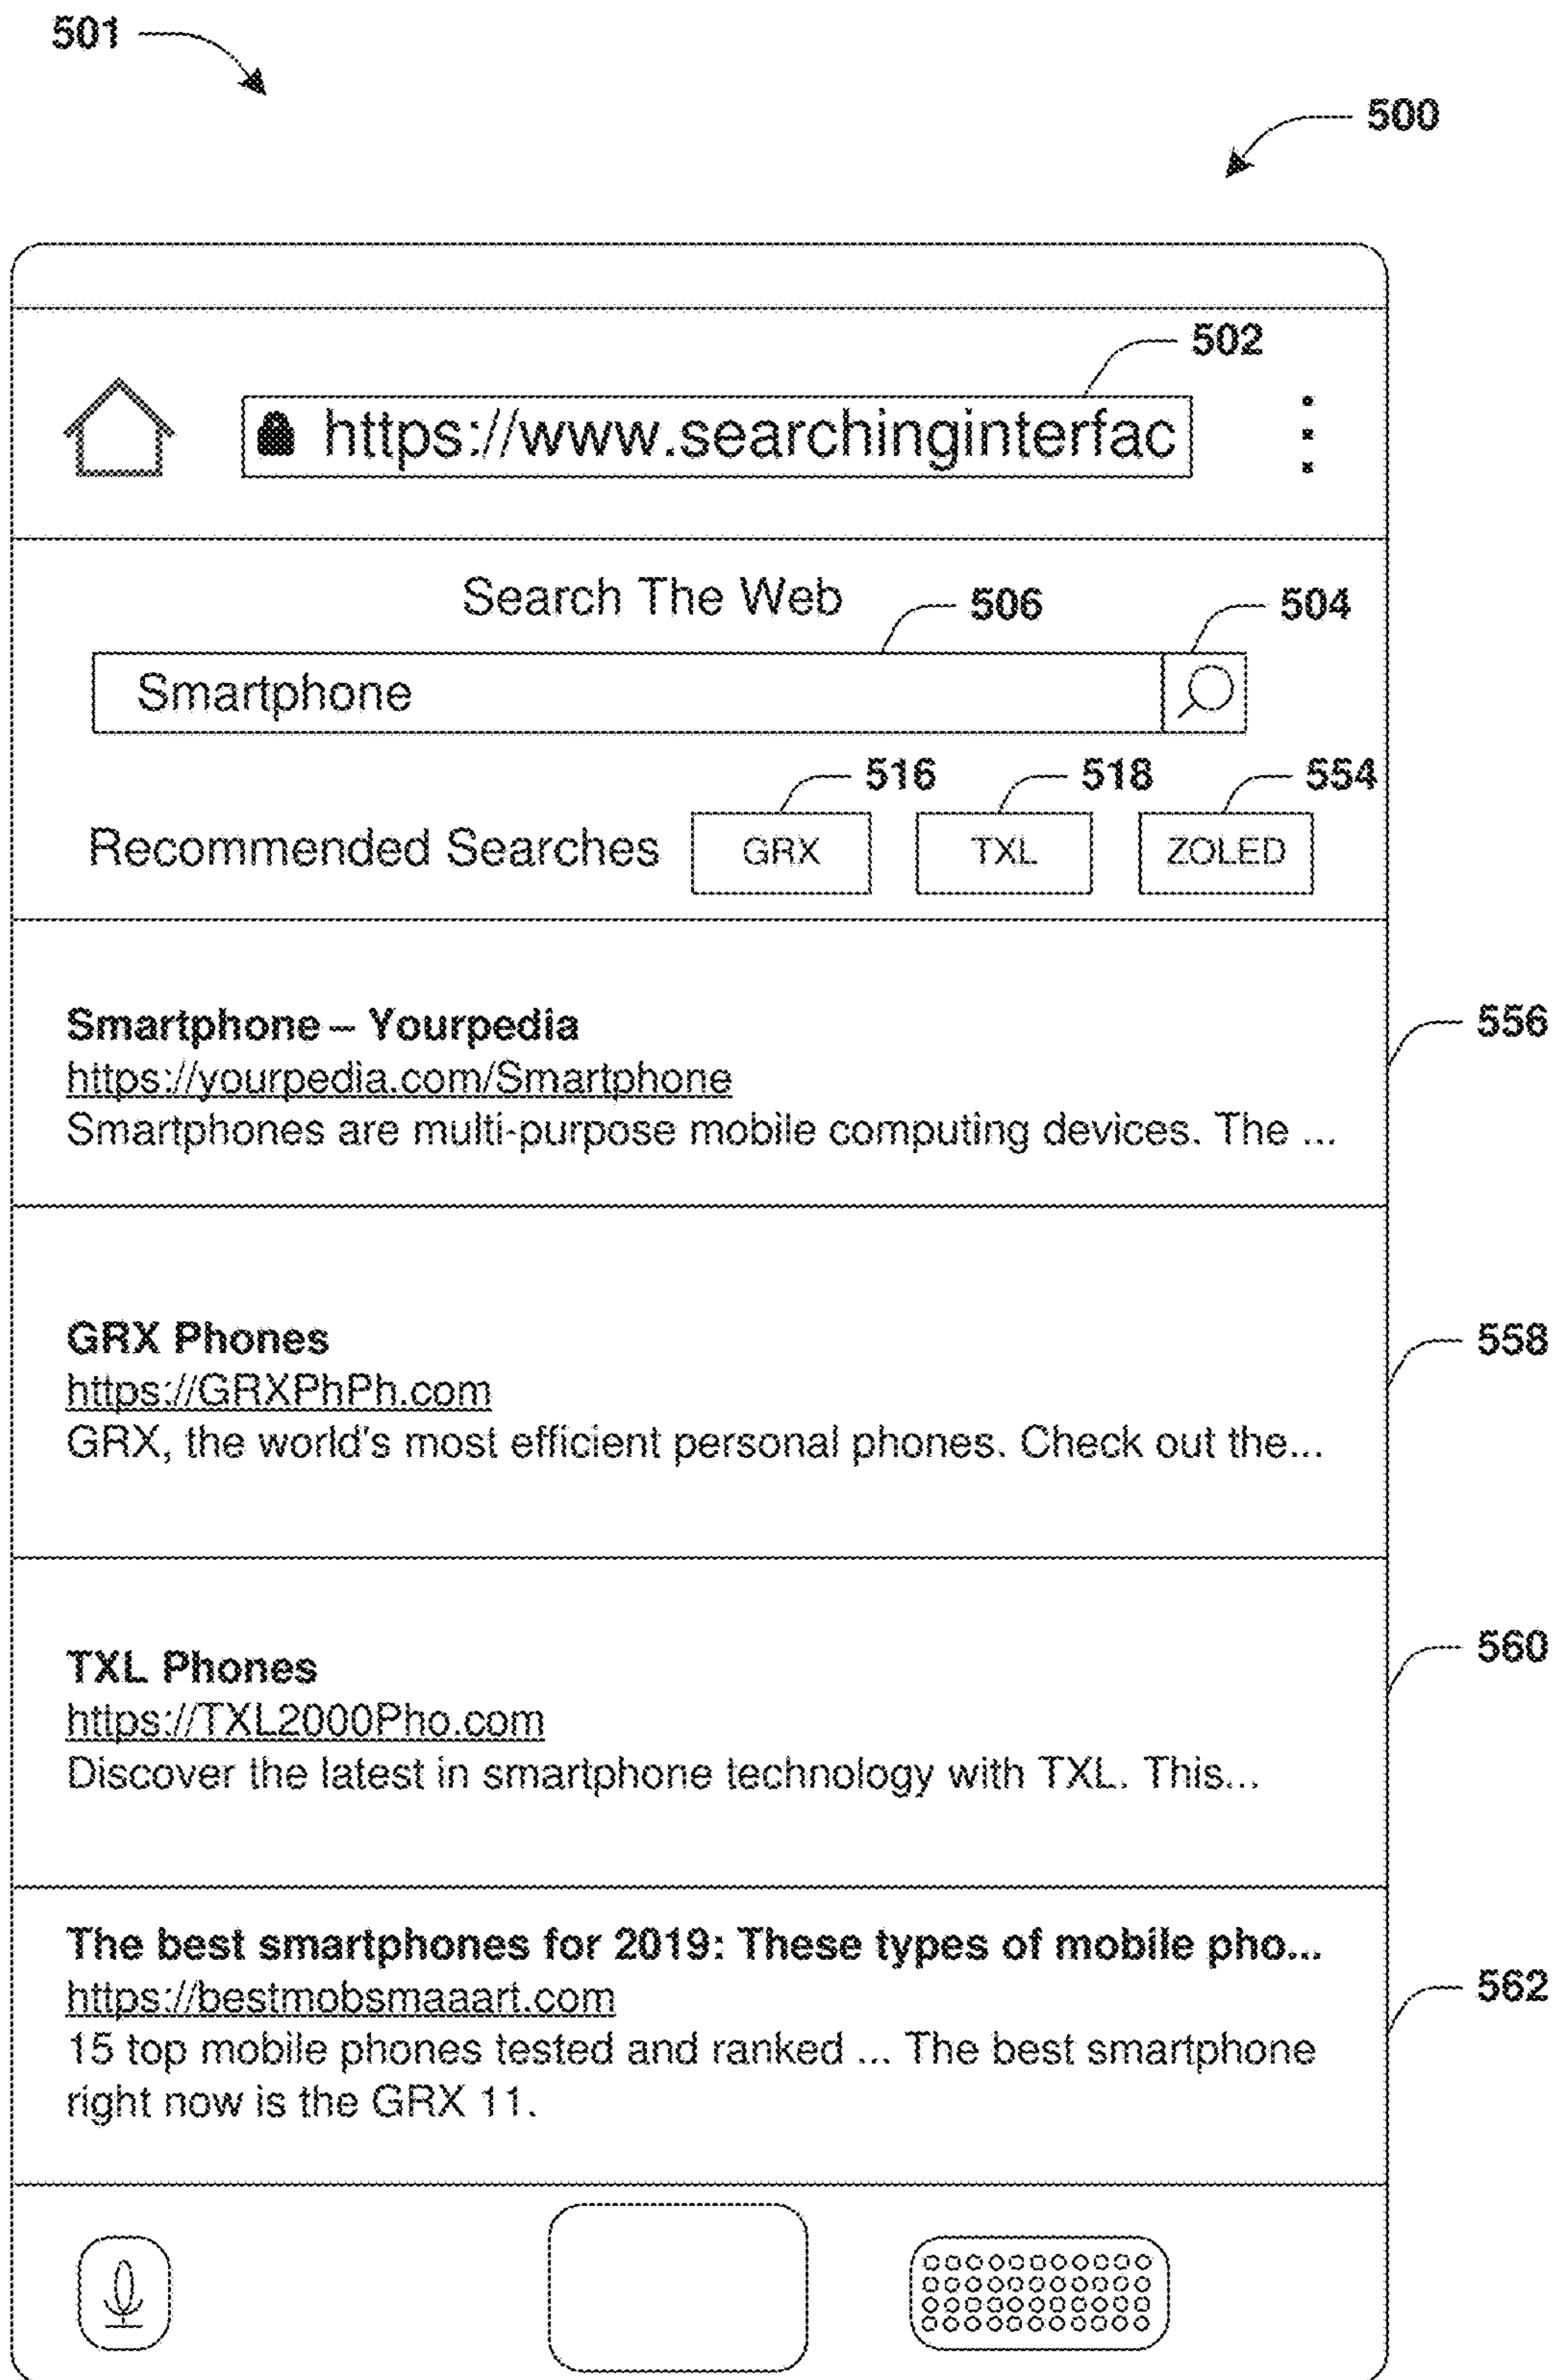 501
500
502
https://www.searchinginterfac
Search The Web
506
504
Smartphone
516
518
554
Recommended Searches
GRX
TXL
ZOLED
Smartphone – Yourpedia
556
https://yourpedia.com/Smartphone
Smartphones are multi-purpose mobile computing devices. The ...
GRX Phones
558
https://GRXPhPh.com
GRX, the world's most efficient personal phones. Check out the...
TXL Phones
560
https://TXL2000Pho.com
Discover the latest in smartphone technology with TXL. This...
The best smartphones for 2019: These types of mobile pho...
562
https://bestmobsmaaart.com
15 top mobile phones tested and ranked ... The best smartphone
right now is the GRX 11.